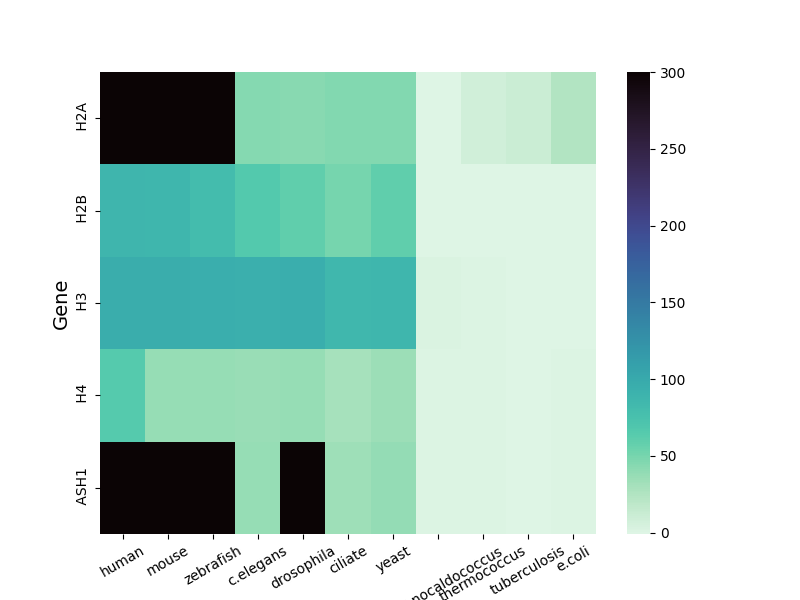 Gene
H2A
H2B
H3
H4
ASH1
human
mouse
zebrafish
c.elegans
drosophila
ciliate
yeast
nocaldococcus
thermococcus
tuberculosis
e.coli
300
250
200
150
100
50
0